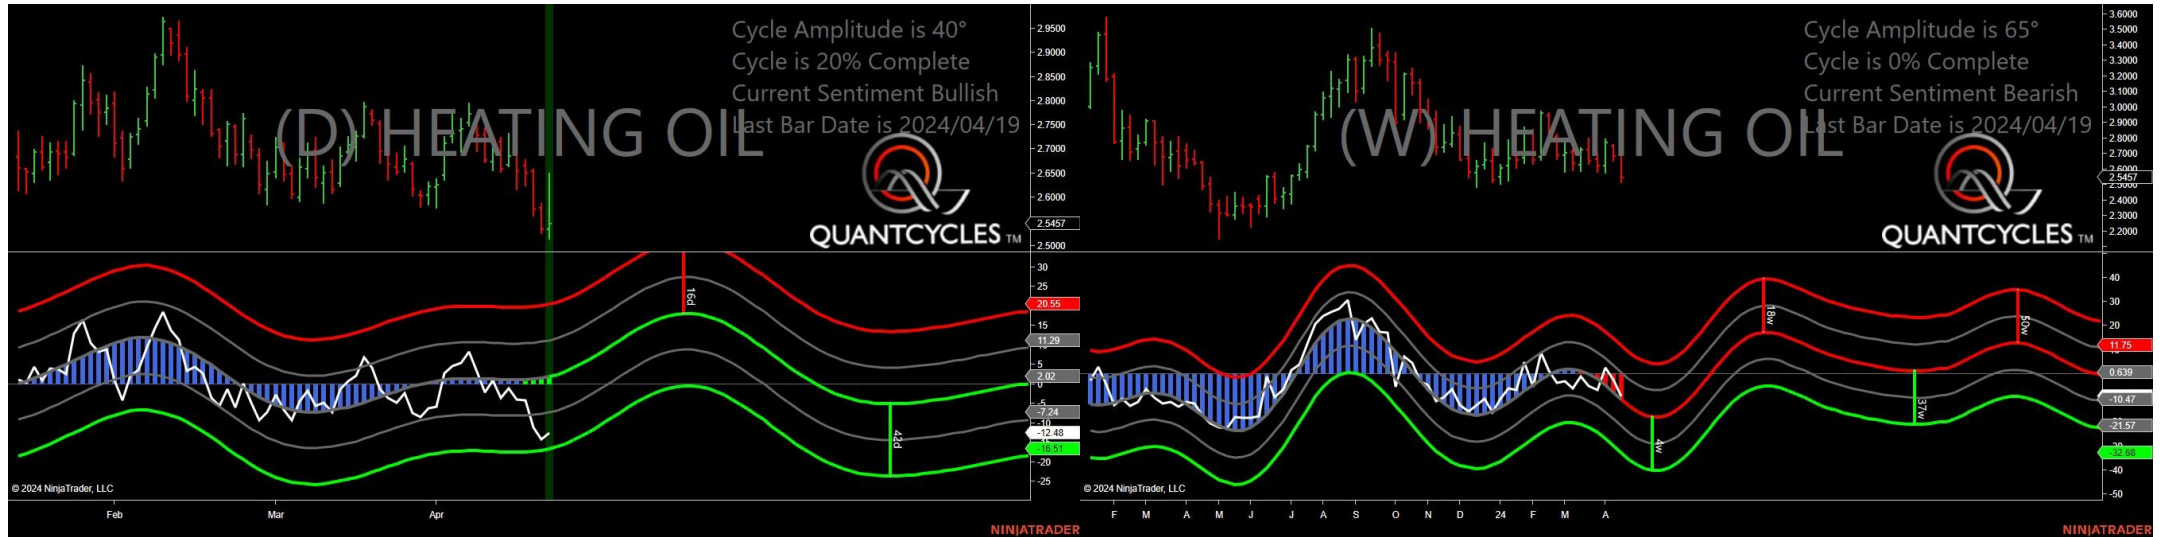 Cycle Amplitude is 40°
Cycle is 20% Complete
Current Sentiment Bullish
Last Bar Date is 2024/04/19
(D) HEATING OIL
QUANTCYCLES TM
2.9500
2.9000
2.8500
2.8000
2.7500
2.7000
2.6500
2.6000
2.5457
2.5000
16d
42d
30
25
20.55
15
11.29
5
2.02
0
-5
-7.24
-10
-12.48
-16.51
-20
-25
© 2024 NinjaTrader, LLC
Feb Mar Apr
NINJATRADER
Cycle Amplitude is 65°
Cycle is 0% Complete
Current Sentiment Bearish
Last Bar Date is 2024/04/19
(W) HEATING OIL
QUANTCYCLES TM
3.6000
3.4000
3.3000
3.2000
3.1000
3.0000
2.9000
2.8000
2.7000
2.6000
2.5457
2.5000
2.4000
2.3000
2.2000
4w
18w
37w
50w
40
30
20
11.75
0.639
-10.47
-21.57
-32.68
-40
-50
© 2024 NinjaTrader, LLC
F M A M J J A S O N D 24 F M A
NINJATRADER